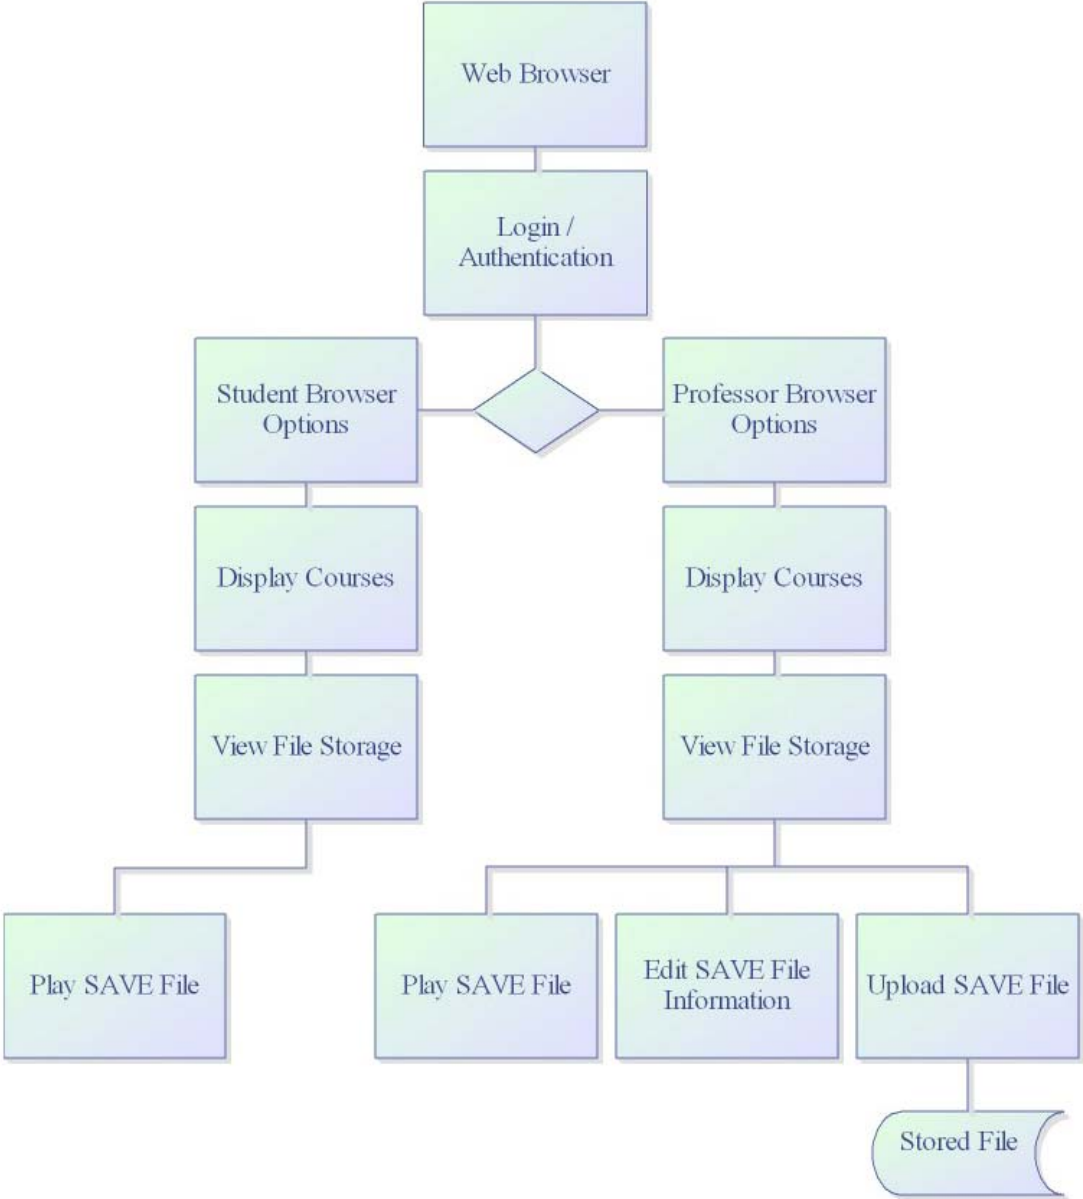 Web Browser
Login /
Authentication
Student Browser
Options
Professor Browser
Options
Display Courses
Display Courses
View File Storage
View File Storage
Play SAVE File
Play SAVE File
Edit SAVE File
Information
Upload SAVE File
Stored File